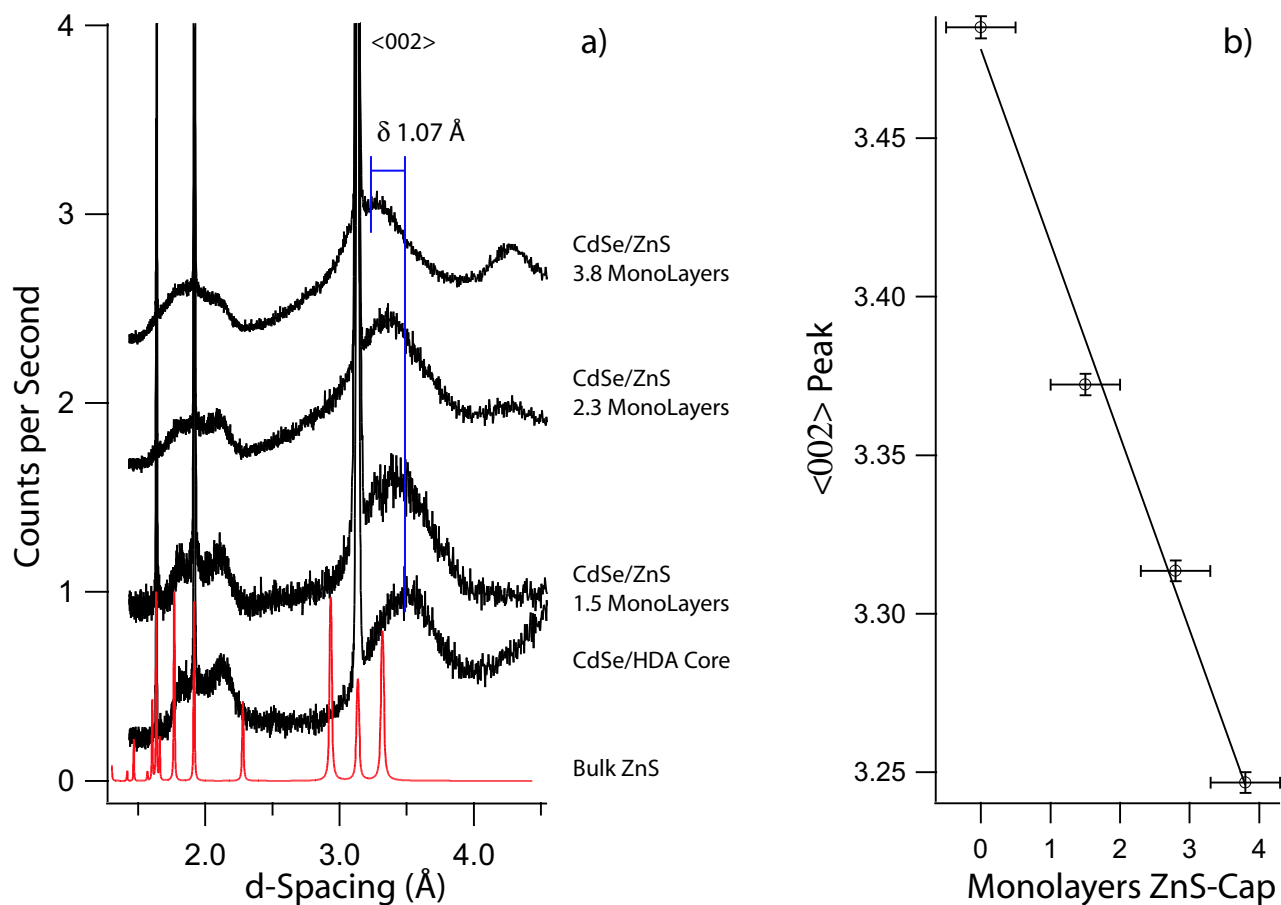 a)
<002>
δ 1.07 Å
CdSe/ZnS
3.8 MonoLayers
CdSe/ZnS
2.3 MonoLayers
CdSe/ZnS
1.5 MonoLayers
CdSe/HDA Core
Bulk ZnS
Counts per Second
4
3
2
1
0
2.0 3.0 4.0
d-Spacing (Å)
b)
<002> Peak
3.45
3.40
3.35
3.30
3.25
0 1 2 3 4
Monolayers ZnS-Cap